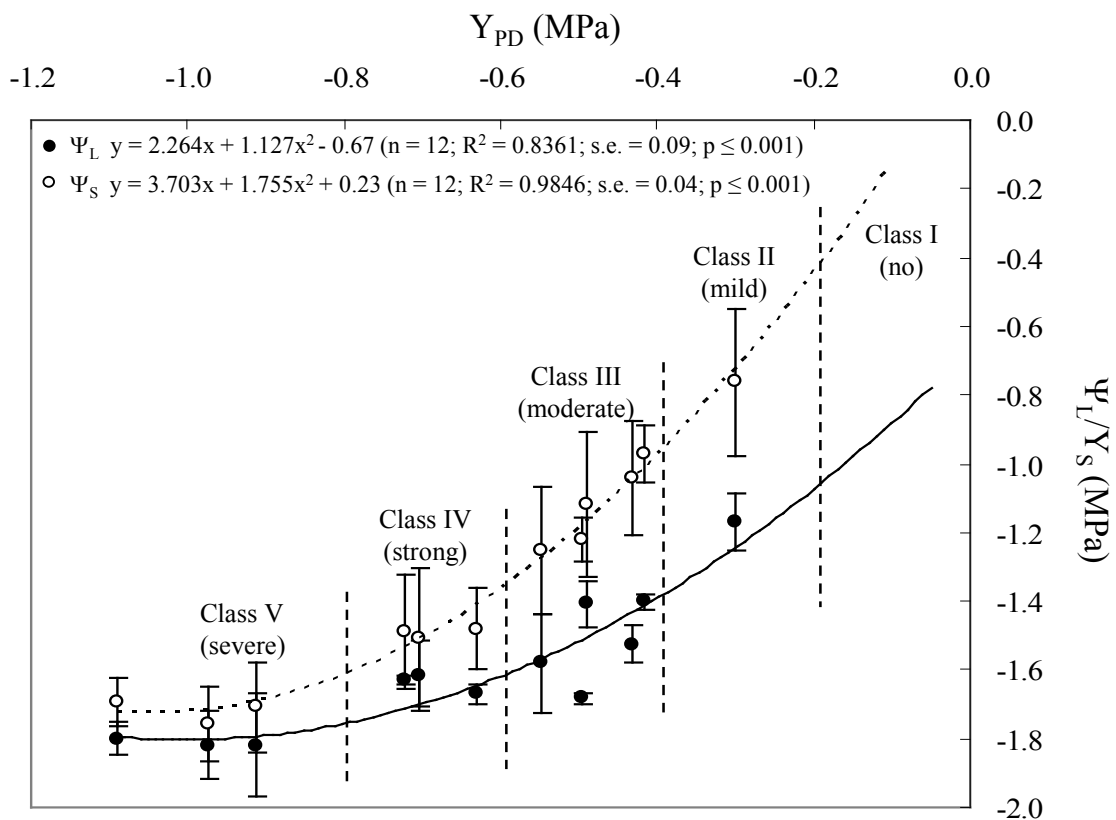 Y_PD (MPa)
-1.2 -1.0 -0.8 -0.6 -0.4 -0.2 0.0
● Ψ_L y = 2.264x + 1.127x² - 0.67 (n = 12; R² = 0.8361; s.e. = 0.09; p ≤ 0.001)
○ Ψ_S y = 3.703x + 1.755x² + 0.23 (n = 12; R² = 0.9846; s.e. = 0.04; p ≤ 0.001)
Class I
(no)
Class II
(mild)
Class III
(moderate)
Class IV
(strong)
Class V
(severe)
0.0
-0.2
-0.4
-0.6
-0.8
-1.0
-1.2
-1.4
-1.6
-1.8
-2.0
Ψ_L/Y_S (MPa)